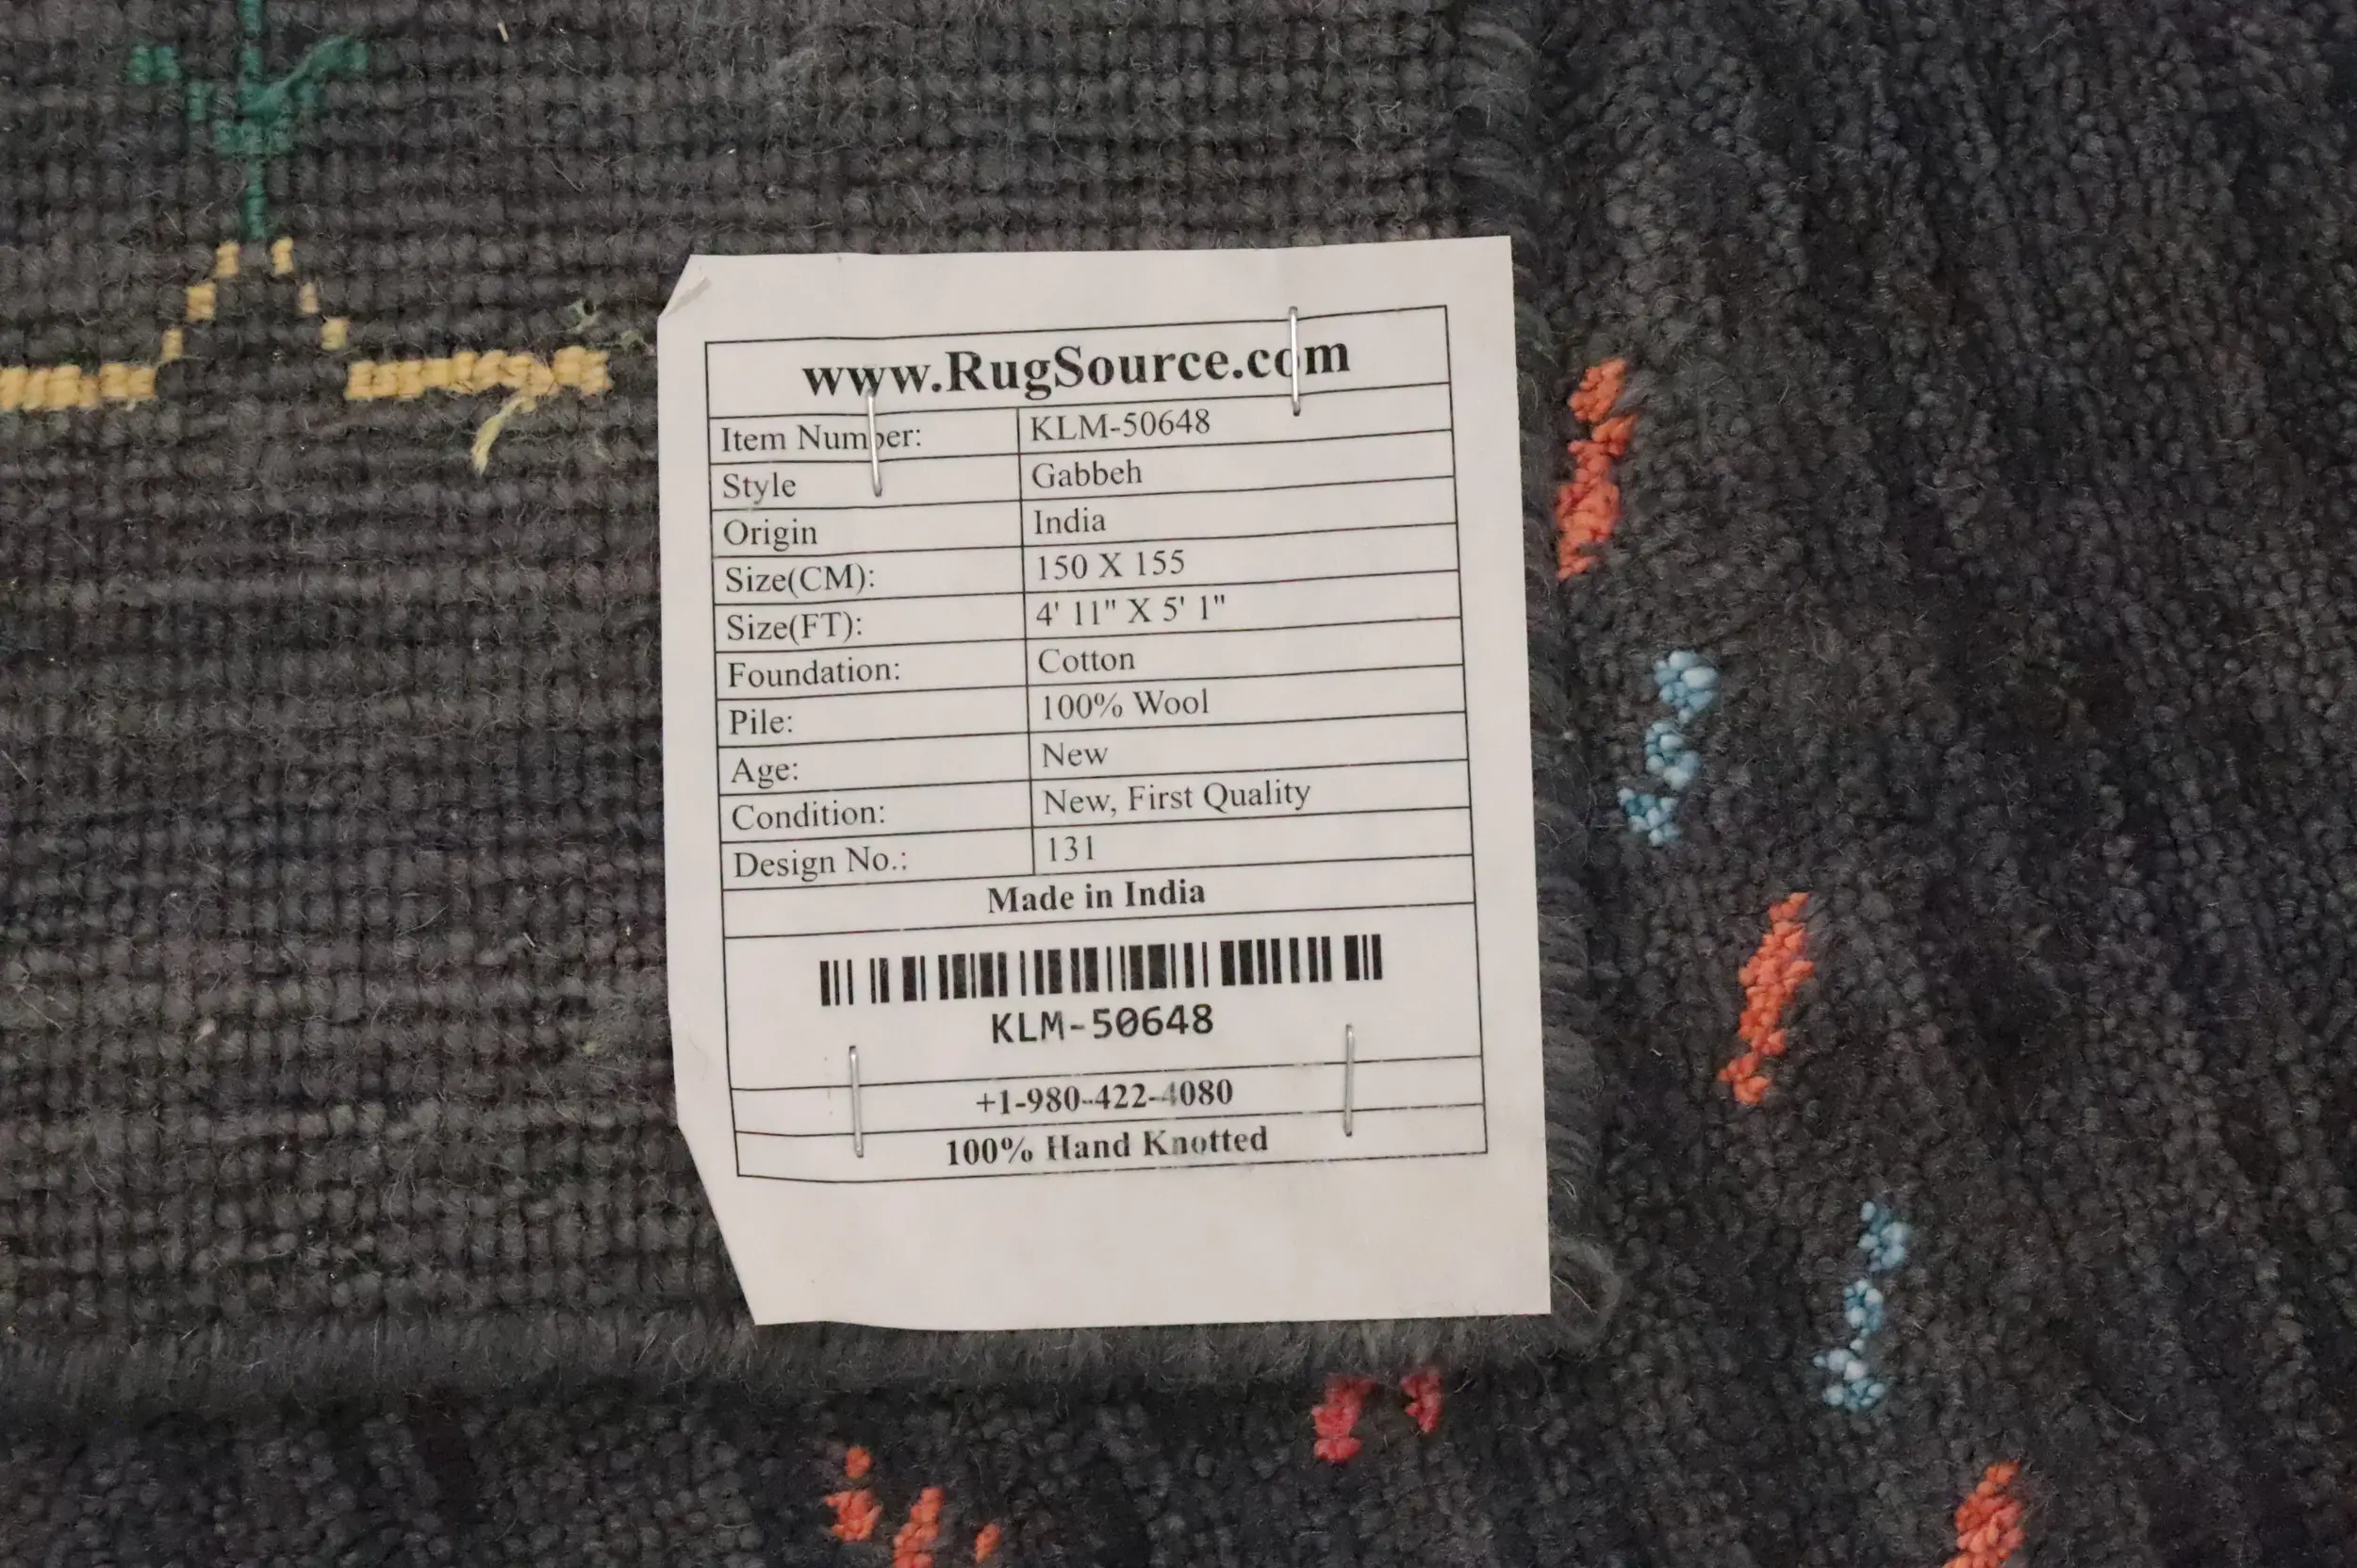 www.RugSource.com
Item Number: KLM-50648
Style Gabbeh
Origin India
Size(CM): 150 X 155
Size(FT): 4' 11" X 5' 1"
Foundation: Cotton
Pile: 100% Wool
Age: New
Condition: New, First Quality
Design No.: 131
Made in India
KLM-50648
+1-980-422-4080
100% Hand Knotted